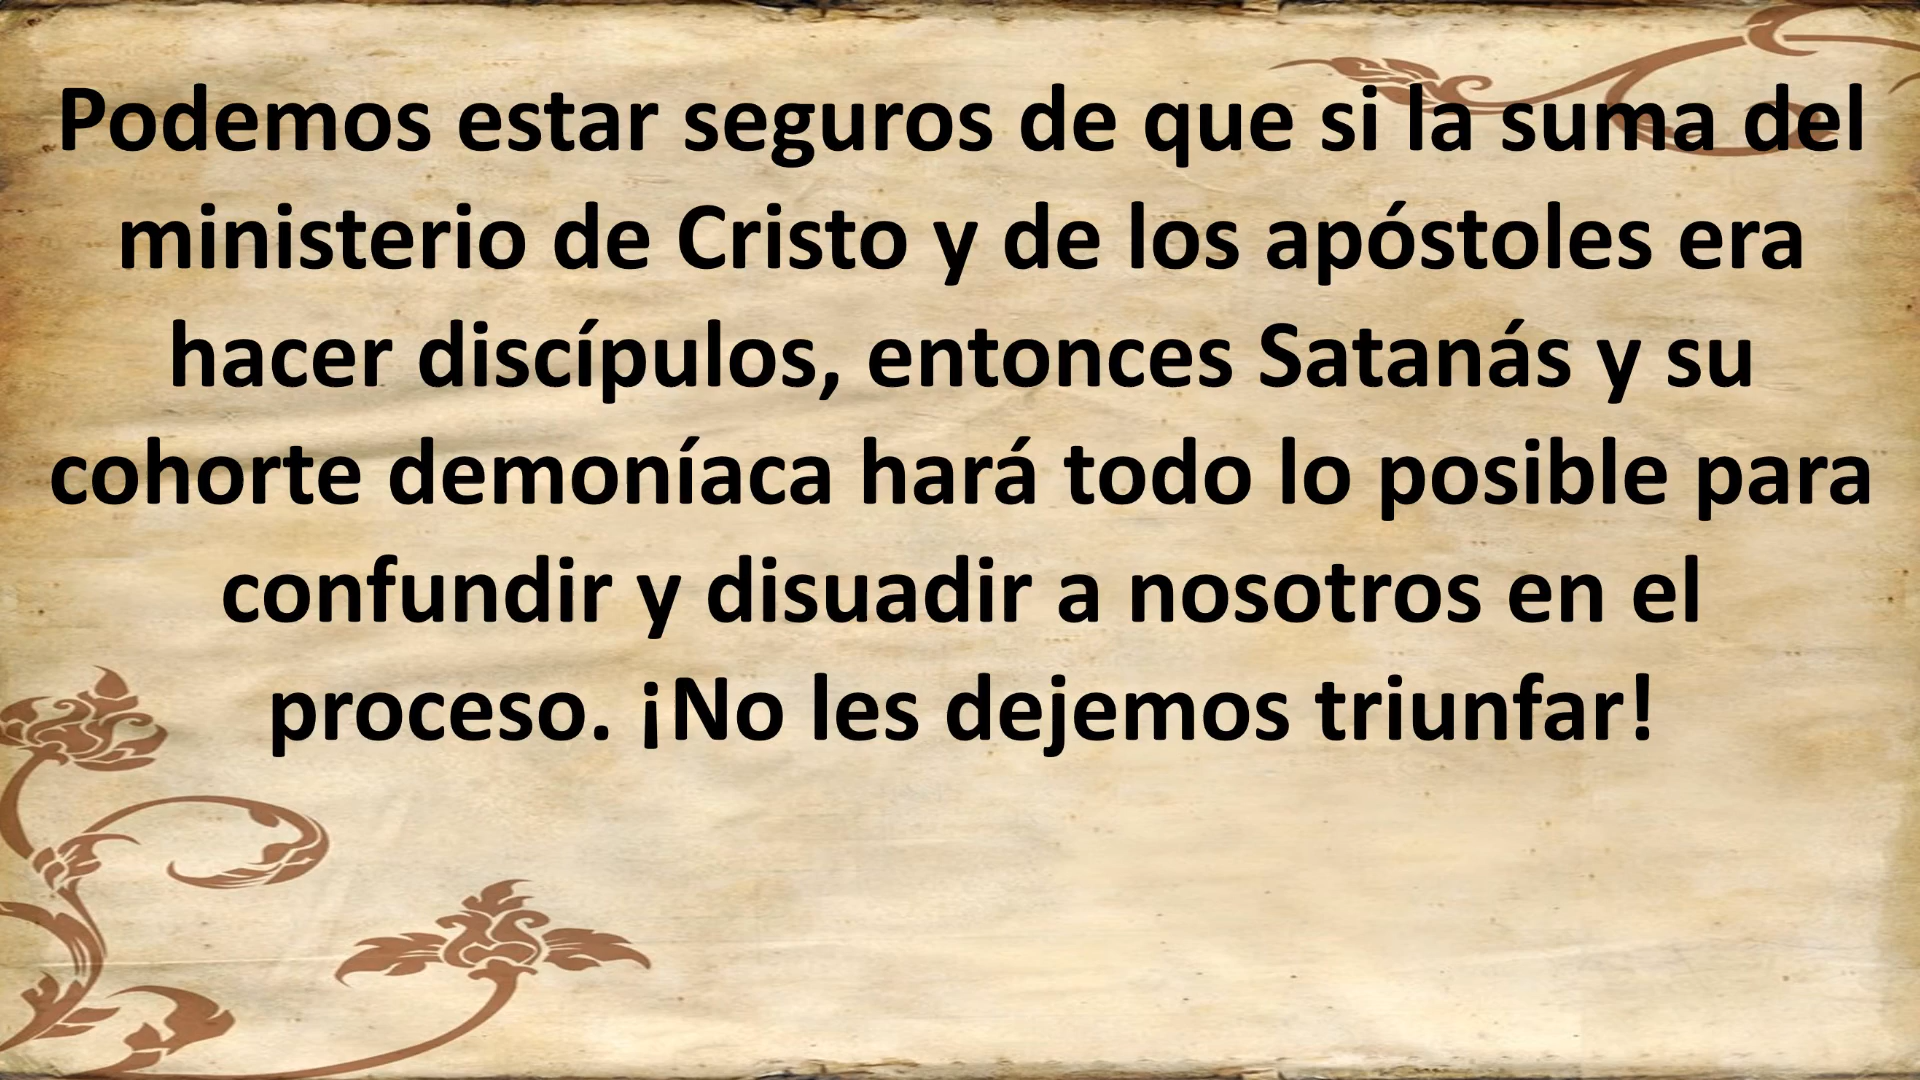 Podemos estar seguros de que si la suma del
ministerio de Cristo y de los apóstoles era
hacer discípulos, entonces Satanás y su
cohorte demoníaca hará todo lo posible para
confundir y disuadir a nosotros en el
proceso. ¡No les dejemos triunfar!